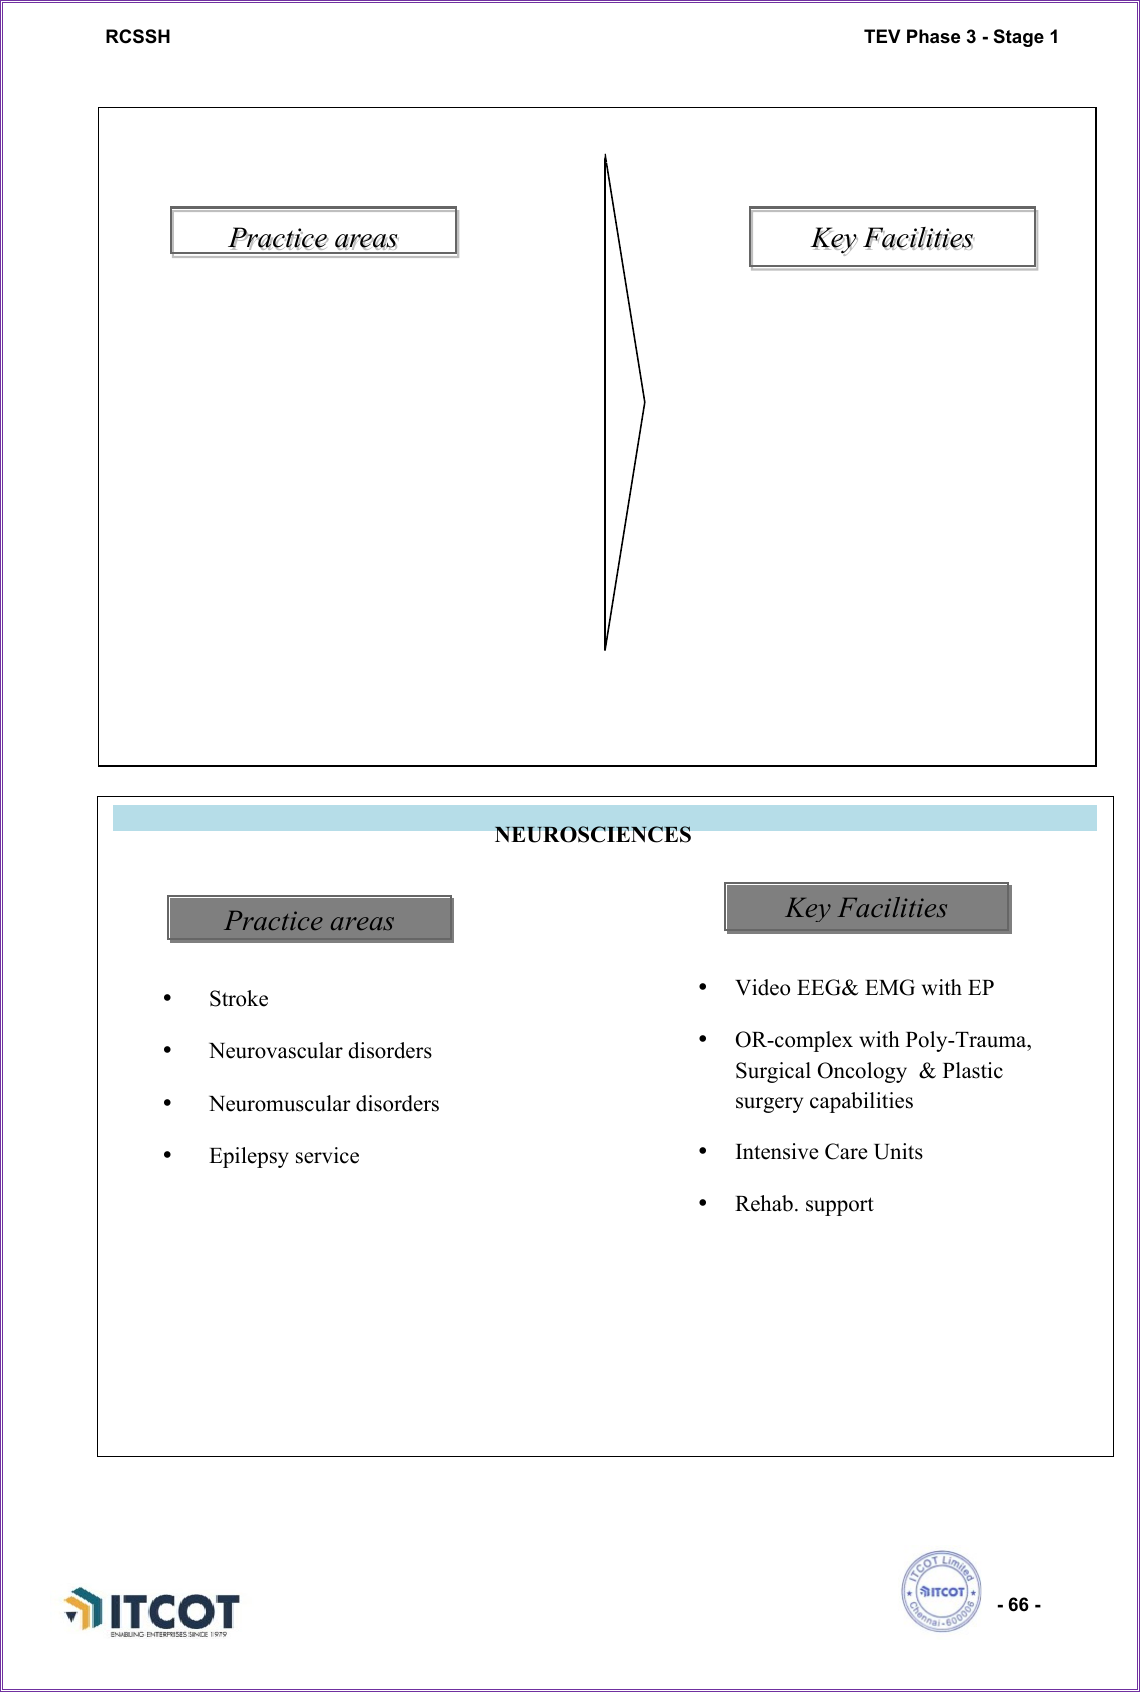 RCSSH TEV Phase 3 - Stage 1
Practice areas
Key Facilities
NEUROSCIENCES
Practice areas
• Stroke
• Neurovascular disorders
• Neuromuscular disorders
• Epilepsy service
Key Facilities
• Video EEG& EMG with EP
• OR-complex with Poly-Trauma,
Surgical Oncology & Plastic
surgery capabilities
• Intensive Care Units
• Rehab. support
ITCOT
ENABLING ENTERPRISES SINCE 1979
ITCOT Limited
ITCOT
Chennai-600006
- 66 -